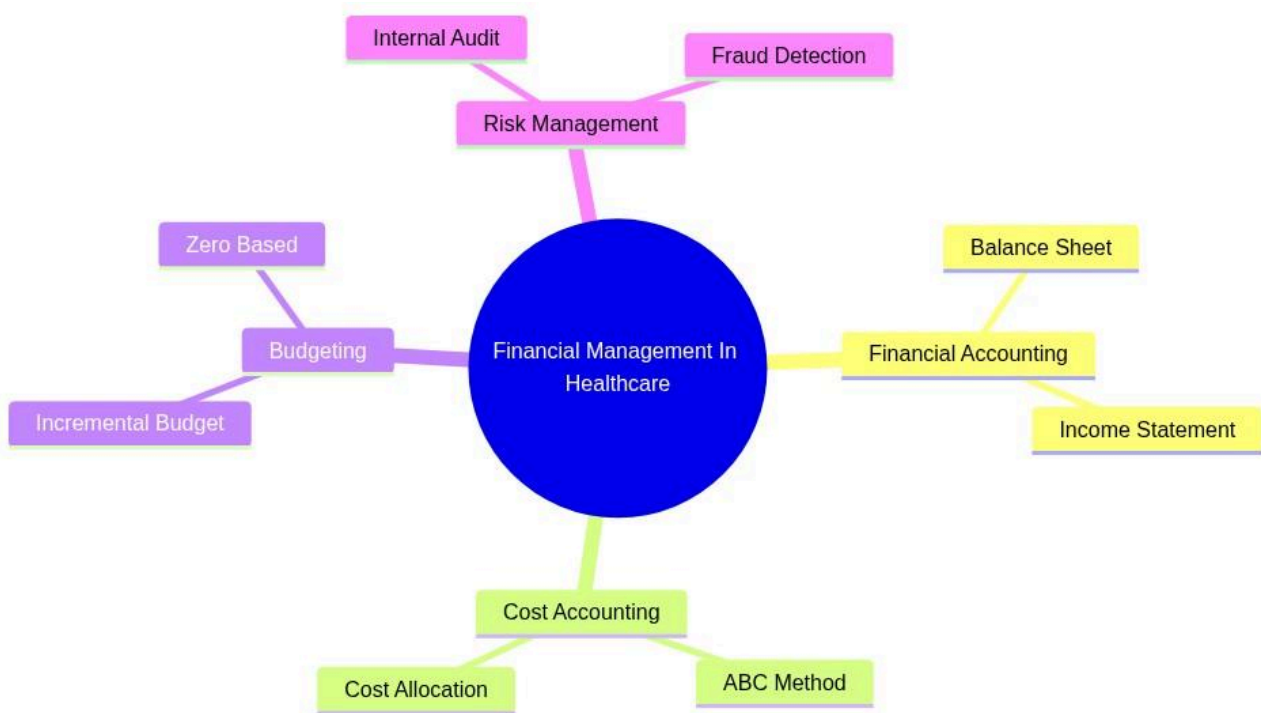 Internal Audit
Fraud Detection
Risk Management
Zero Based
Balance Sheet
Budgeting
Financial Management In
Healthcare
Financial Accounting
Incremental Budget
Income Statement
Cost Accounting
Cost Allocation
ABC Method